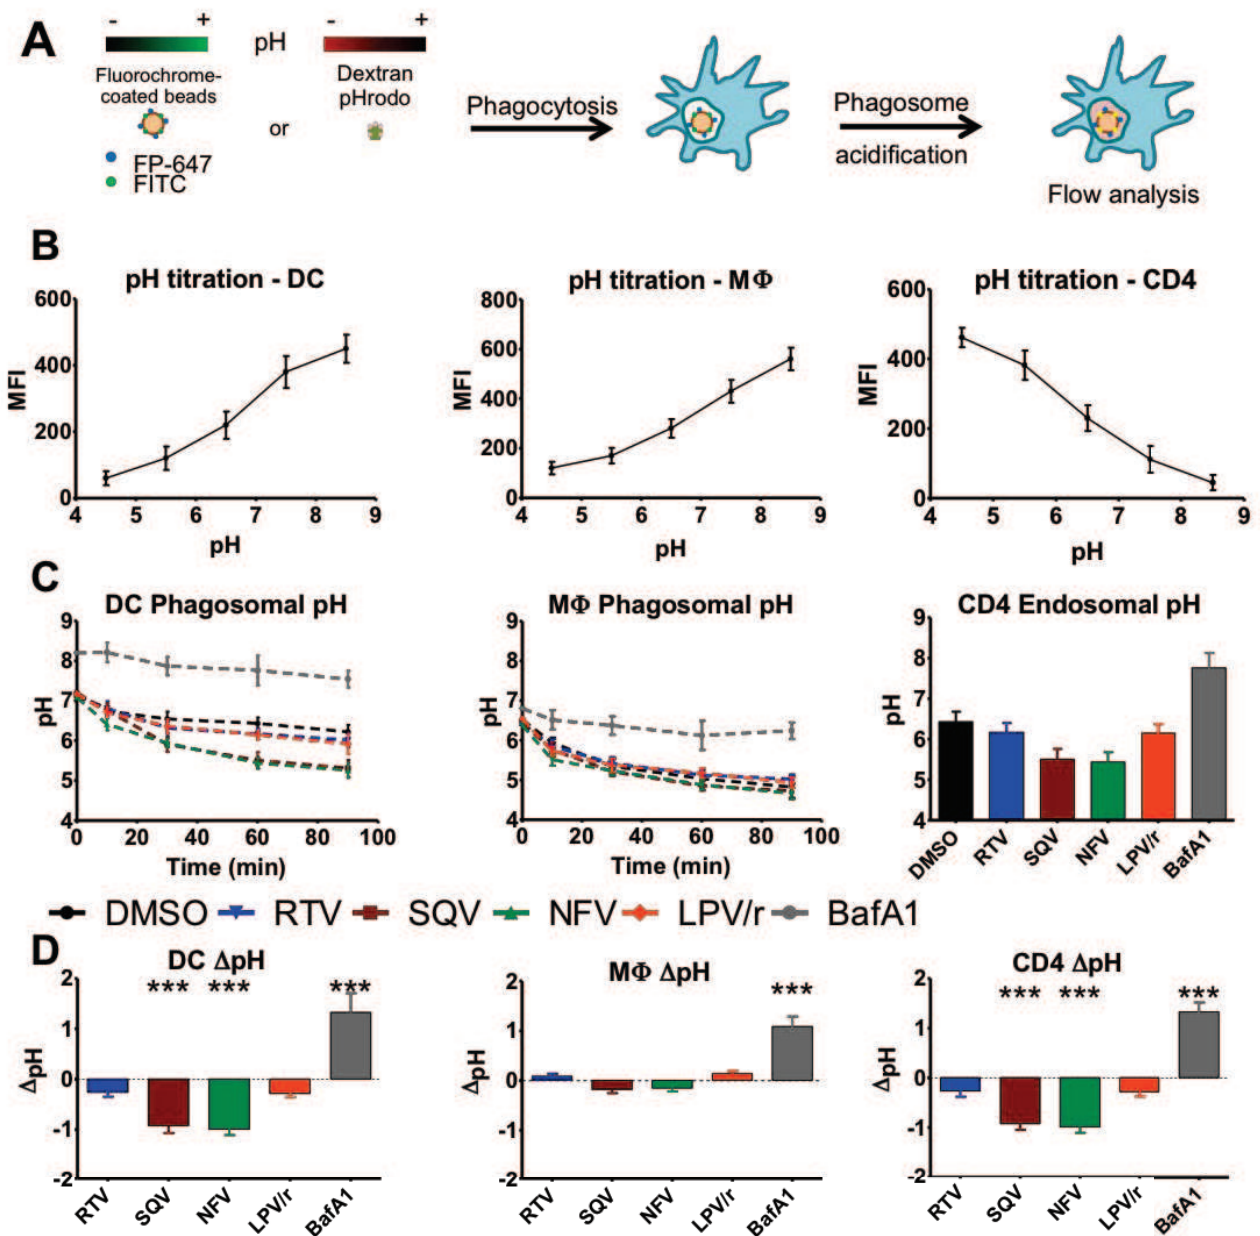 A
- +
pH
- +
Fluorochrome-
coated beads
or
Dextran
pHrodo
FP-647
FITC
Phagocytosis
Phagosome
acidification
Flow analysis
B
pH titration - DC
MFI
600
400
200
0
4 5 6 7 8 9
pH
pH titration - MΦ
MFI
800
600
400
200
0
4 5 6 7 8 9
pH
pH titration - CD4
MFI
600
400
200
0
4 5 6 7 8 9
pH
C
DC Phagosomal pH
pH
9
8
7
6
5
4
0 20 40 60 80 100
Time (min)
MΦ Phagosomal pH
pH
9
8
7
6
5
4
0 20 40 60 80 100
Time (min)
CD4 Endosomal pH
pH
9
8
7
6
5
4
DMSO RTV SQV NFV LPV/r BafA1
DMSO RTV SQV NFV LPV/r BafA1
D
DC ΔpH
*** *** ***
ΔpH
2
1
0
-1
-2
RTV SQV NFV LPV/r BafA1
MΦ ΔpH
***
ΔpH
2
1
0
-1
-2
RTV SQV NFV LPV/r BafA1
CD4 ΔpH
*** *** ***
ΔpH
2
1
0
-1
-2
RTV SQV NFV LPV/r BafA1